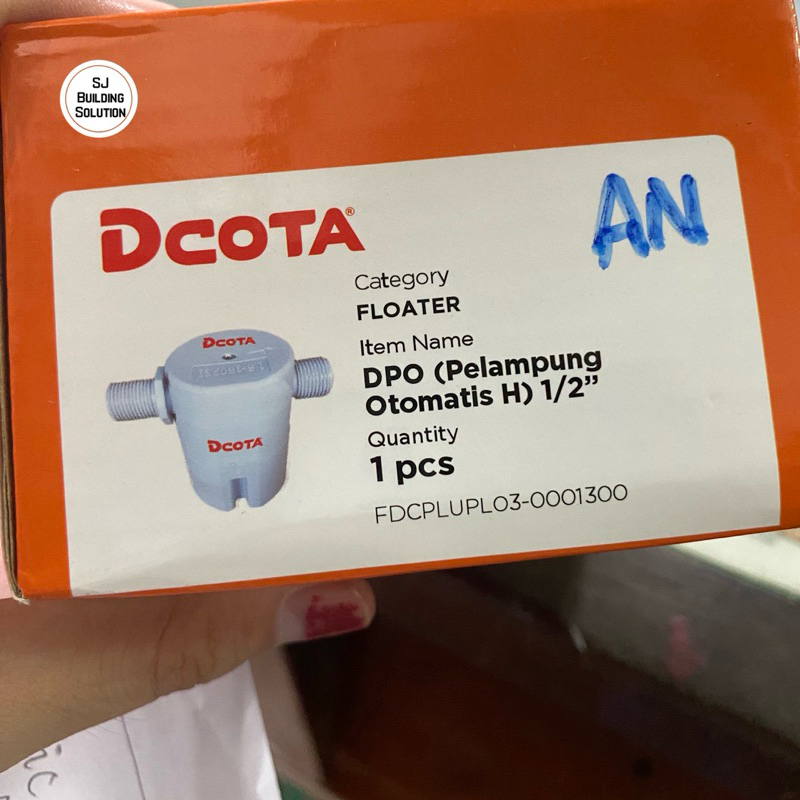 SJ
BUILDING
SOLUTION
DCOTA®
AN
Category
FLOATER
Item Name
DPO (Pelampung
Otomatis H) 1/2”
Quantity
1 pcs
FDCPLUPL03-0001300
DCOTA
DCOTA